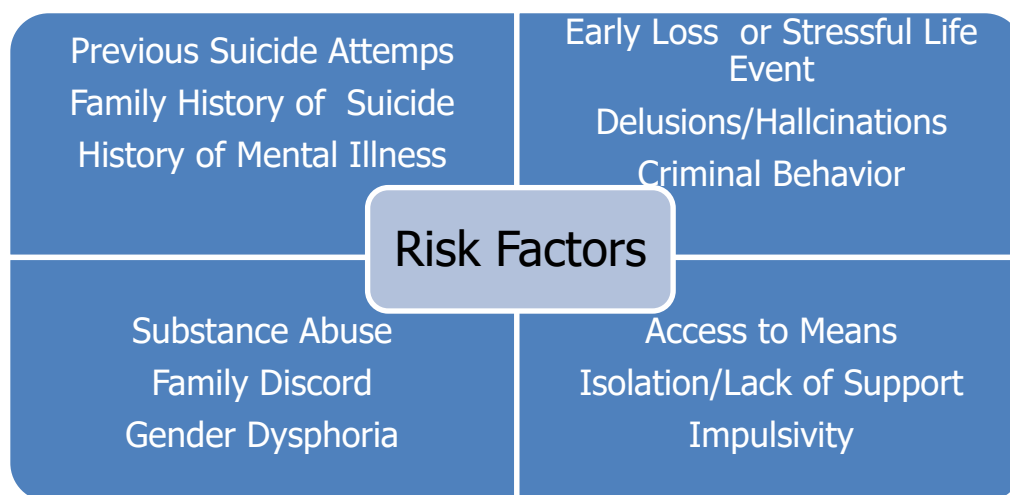 Previous Suicide Attemps
Family History of Suicide
History of Mental Illness
Early Loss or Stressful Life
Event
Delusions/Hallcinations
Criminal Behavior
Risk Factors
Substance Abuse
Family Discord
Gender Dysphoria
Access to Means
Isolation/Lack of Support
Impulsivity